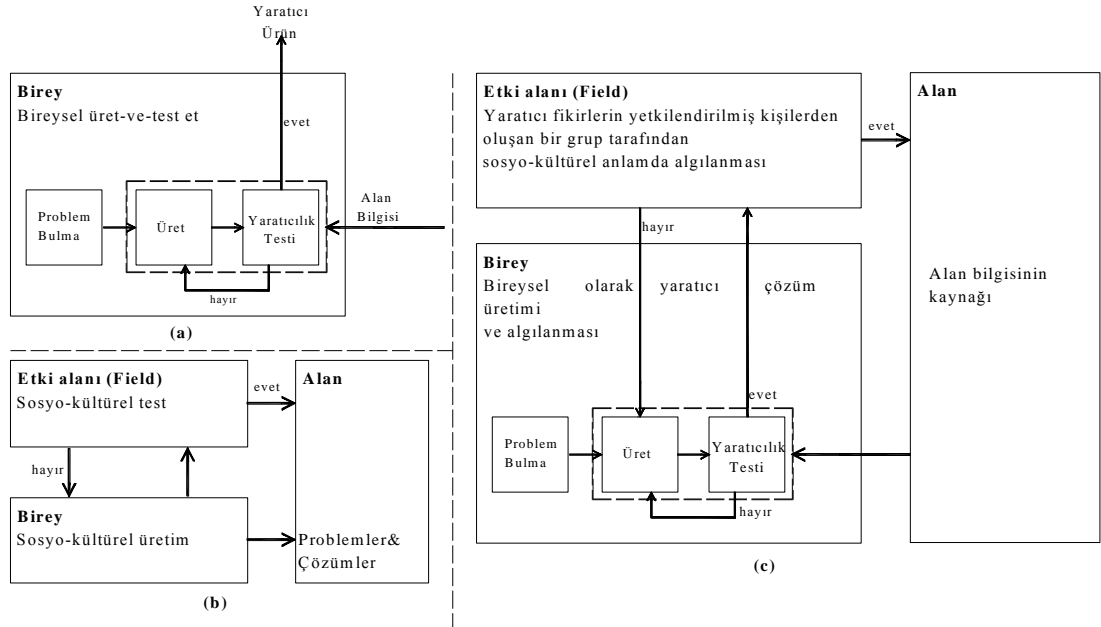 Yaratıcı
Ürün
Birey
Bireysel üret-ve-test et
evet
Problem
Bulma
Üret
Yaratıcılık
Testi
Alan
Bilgisi
hayır
(a)
Etki alanı (Field)
Sosyo-kültürel test
evet
Alan
hayır
Birey
Sosyo-kültürel üretim
Problemler&
Çözümler
(b)
Etki alanı (Field)
Yaratıcı fikirlerin yetkilendirilmiş kişilerden
oluşan bir grup tarafından
sosyo-kültürel anlamda algılanması
evet
Alan
hayır
Birey
Bireysel olarak yaratıcı çözüm
üretimi
ve algılanması
Alan bilgisinin
kaynağı
evet
Problem
Bulma
Üret
Yaratıcılık
Testi
hayır
(c)